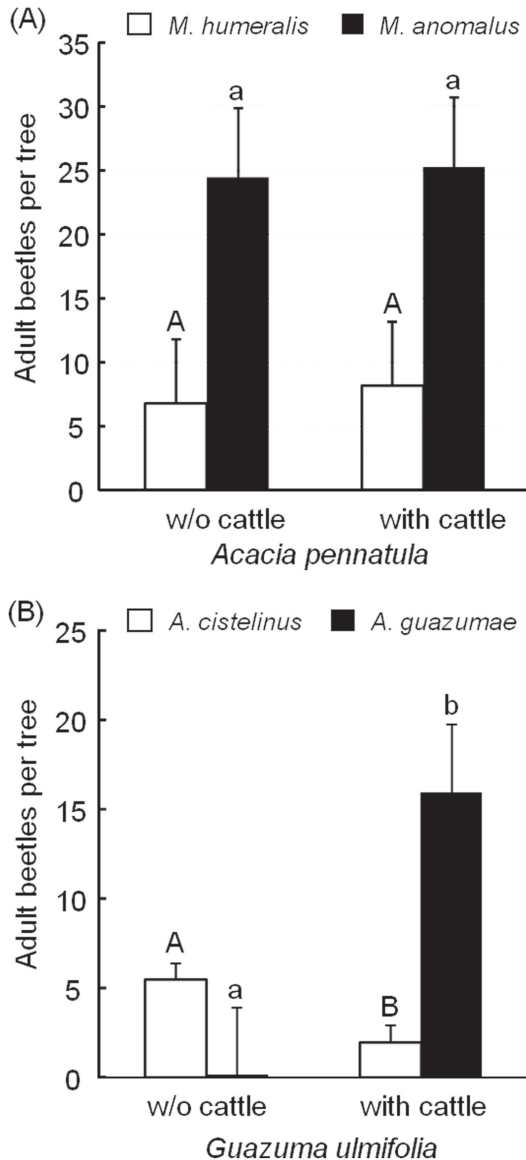 (A)
M. humeralis M. anomalus
35
30
25
20
15
10
5
0
Adult beetles per tree
A a A a
w/o cattle with cattle
Acacia pennatula
(B)
A. cistelinus A. guazumae
25
20
15
10
5
0
Adult beetles per tree
A a B b
w/o cattle with cattle
Guazuma ulmifolia